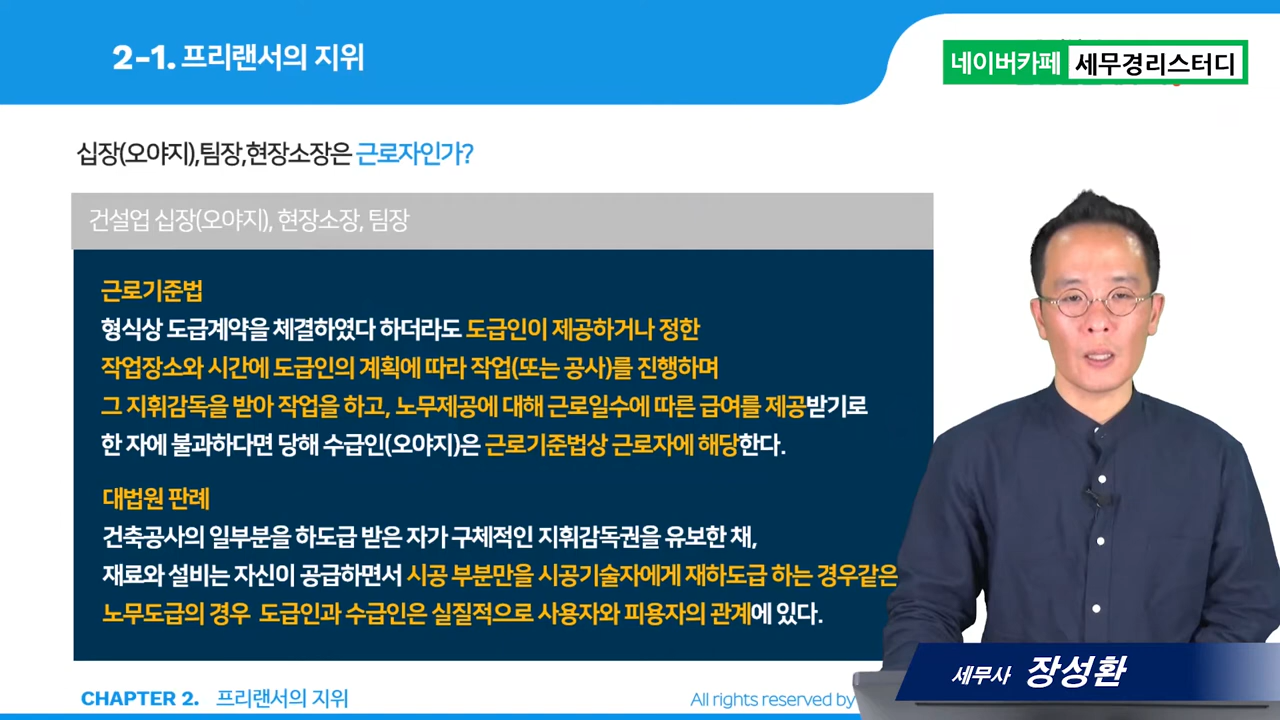 2-1. 프리랜서의 지위
네이버카페 세무경리스터디
십장(오야지),팀장,현장소장은 근로자인가?
건설업 십장(오야지), 현장소장, 팀장
근로기준법
형식상 도급계약을 체결하였다 하더라도 도급인이 제공하거나 정한
작업장소와 시간에 도급인의 계획에 따라 작업(또는 공사)를 진행하며
그 지휘감독을 받아 작업을 하고, 노무제공에 대해 근로일수에 따른 급여를 제공받기로
한 자에 불과하다면 당해 수급인(오야지)은 근로기준법상 근로자에 해당한다.
대법원 판례
건축공사의 일부분을 하도급 받은 자가 구체적인 지휘감독권을 유보한 채,
재료와 설비는 자신이 공급하면서 시공 부분만을 시공기술자에게 재하도급 하는 경우같은
노무도급의 경우 도급인과 수급인은 실질적으로 사용자와 피용자의 관계에 있다.
세무사 장성환
CHAPTER 2. 프리랜서의 지위
All rights reserved by